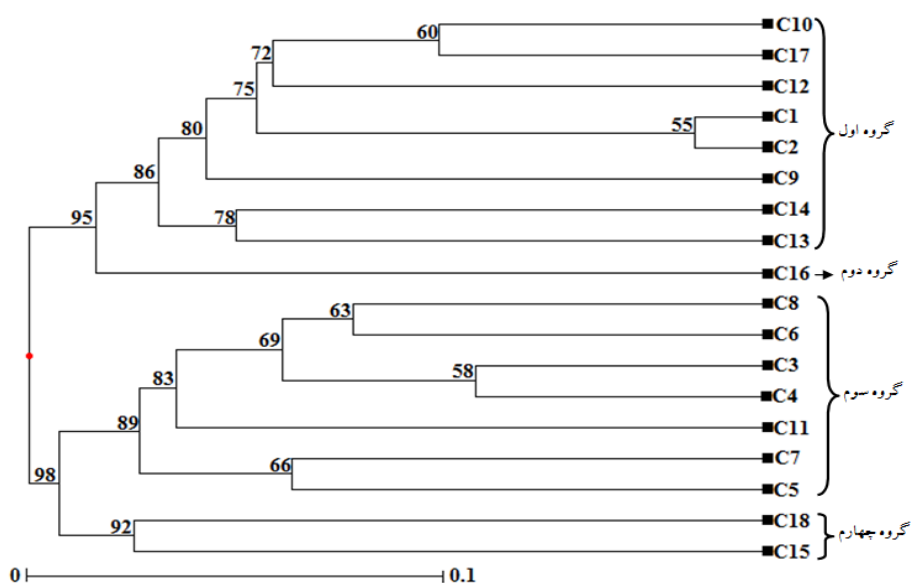 C10
60
C17
72
C12
75
C1
55
C2
گروه اول
80
C9
86
C14
78
C13
95
C16
گروه دوم
C8
63
C6
69
C3
58
C4
گروه سوم
83
C11
89
C7
66
C5
98
C18
92
گروه چهارم
C15
0 0.1